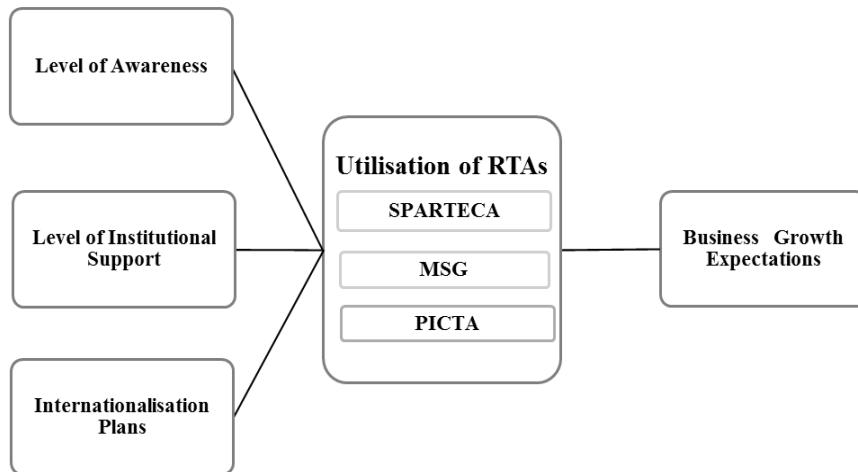 Level of Awareness
Level of Institutional
Support
Internationalisation
Plans
Utilisation of RTAs
SPARTECA
MSG
PICTA
Business Growth
Expectations